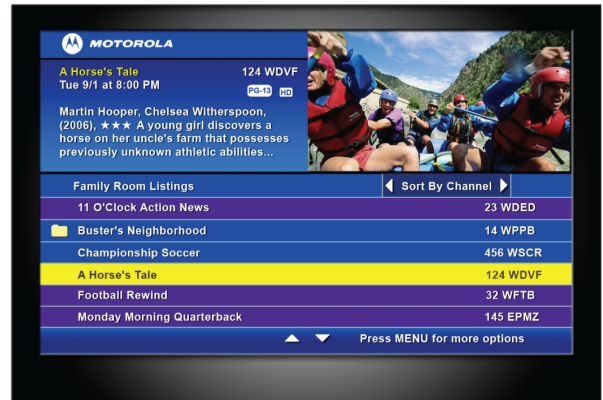 MOTOROLA
A Horse's Tale 124 WDVF
Tue 9/1 at 8:00 PM
PG-13 HD
Martin Hooper, Chelsea Witherspoon,
(2006), ★★★ A young girl discovers a
horse on her uncle's farm that possesses
previously unknown athletic abilities...
Family Room Listings Sort By Channel
11 O'Clock Action News 23 WDED
Buster's Neighborhood 14 WPPB
Championship Soccer 456 WSCR
A Horse's Tale 124 WDVF
Football Rewind 32 WFTB
Monday Morning Quarterback 145 EPMZ
Press MENU for more options